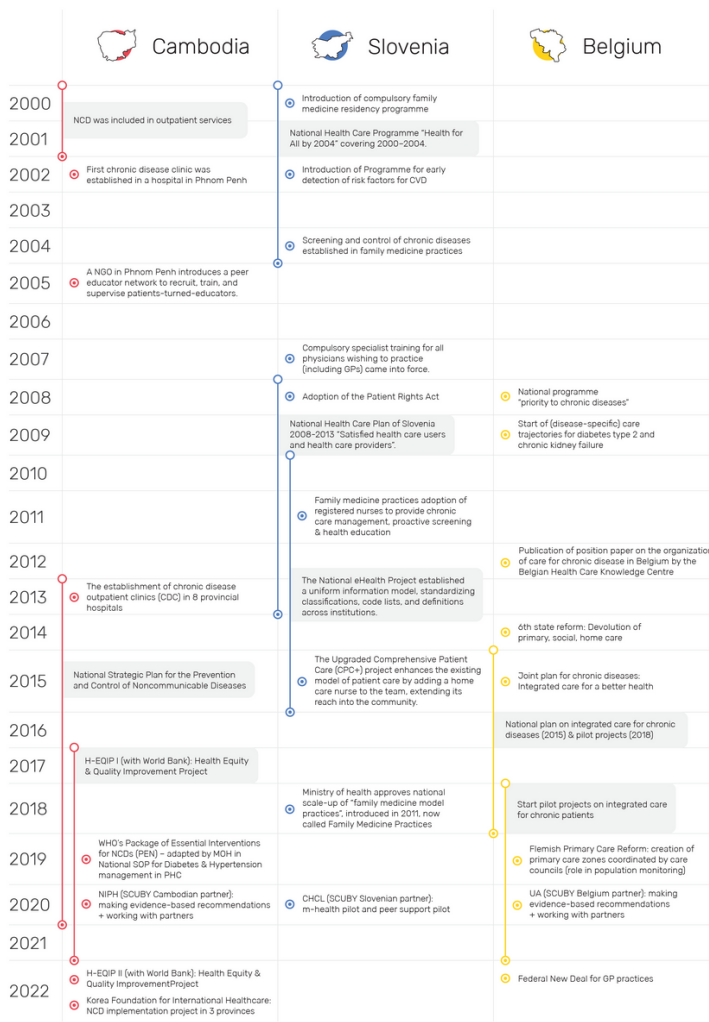 Cambodia
Slovenia
Belgium
2000
NCD was included in outpatient services
Introduction of compulsory family
medicine residency programme
2001
National Health Care Programme "Health for
All by 2004" covering 2000-2004.
2002
First chronic disease clinic was
established in a hospital in Phnom Penh
Introduction of Programme for early
detection of risk factors for CVD
2003
2004
Screening and control of chronic diseases
established in family medicine practices
2005
A NGO in Phnom Penh introduces a peer
educator network to recruit, train, and
supervise patients-turned-educators.
2006
2007
Compulsory specialist training for all
physicians wishing to practice
(including GPs) came into force.
2008
Adoption of the Patient Rights Act
National programme
"priority to chronic diseases"
2009
National Health Care Plan of Slovenia
2008-2013 "Satisfied health care users
and health care providers".
Start of (disease-specific) care
trajectories for diabetes type 2 and
chronic kidney failure
2010
2011
Family medicine practices adoption of
registered nurses to provide chronic
care management, proactive screening
& health education
2012
Publication of position paper on the organizatio
of care for chronic disease in Belgium by the
Belgian Health Care Knowledge Centre
2013
The establishment of chronic disease
outpatient clinics (CDC) in 8 provincial
hospitals
The National eHealth Project established
a uniform information model, standardizing
classifications, code lists, and definitions
across institutions.
2014
6th state reform: Devolution of
primary, social, home care
2015
National Strategic Plan for the Prevention
and Control of Noncommunicable Diseases
The Upgraded Comprehensive Patient
Care (CPC+) project enhances the existing
model of patient care by adding a home
care nurse to the team, extending its
reach into the community.
Joint plan for chronic diseases:
Integrated care for a better health
2016
National plan on integrated care for chronic
diseases (2015) & pilot projects (2018)
2017
H-EQIP I (with World Bank): Health Equity
& Quality Improvement Project
2018
Ministry of health approves national
scale-up of "family medicine model
practices", introduced in 2011, now
called Family Medicine Practices
Start pilot projects on integrated care
for chronic patients
2019
WHO's Package of Essential Interventions
for NCDs (PEN) – adapted by MOH in
National SOP for Diabetes & Hypertension
management in PHC
Flemish Primary Care Reform: creation of
primary care zones coordinated by care
councils (role in population monitoring)
2020
NIPH (SCUBY Cambodian partner):
making evidence-based recommendations
+ working with partners
CHCL (SCUBY Slovenian partner):
m-health pilot and peer support pilot
UA (SCUBY Belgium partner): making
evidence-based recommendations
+ working with partners
2021
2022
H-EQIP II (with World Bank): Health Equity &
Quality ImprovementProject
Korea Foundation for International Healthcare:
NCD implementation project in 3 provinces
Federal New Deal for GP practices